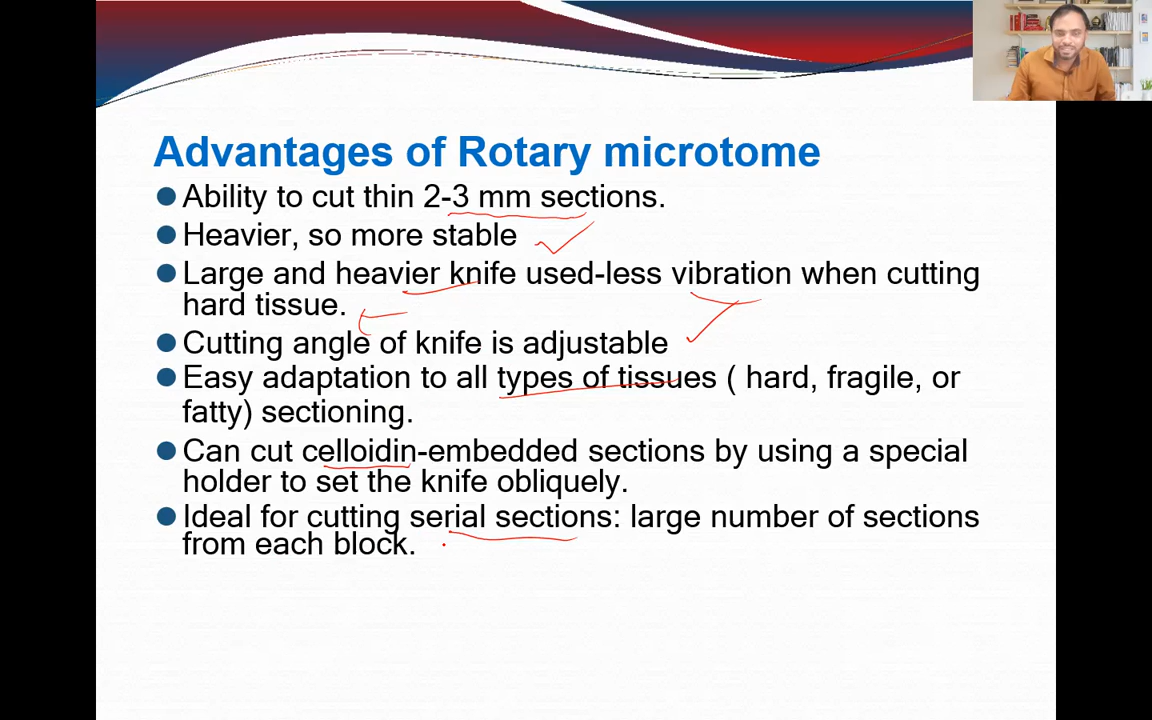 Advantages of Rotary microtome
Ability to cut thin 2-3 mm sections.
Heavier, so more stable
Large and heavier knife used-less vibration when cutting
hard tissue.
Cutting angle of knife is adjustable
Easy adaptation to all types of tissues ( hard, fragile, or
fatty) sectioning.
Can cut celloidin-embedded sections by using a special
holder to set the knife obliquely.
Ideal for cutting serial sections: large number of sections
from each block.